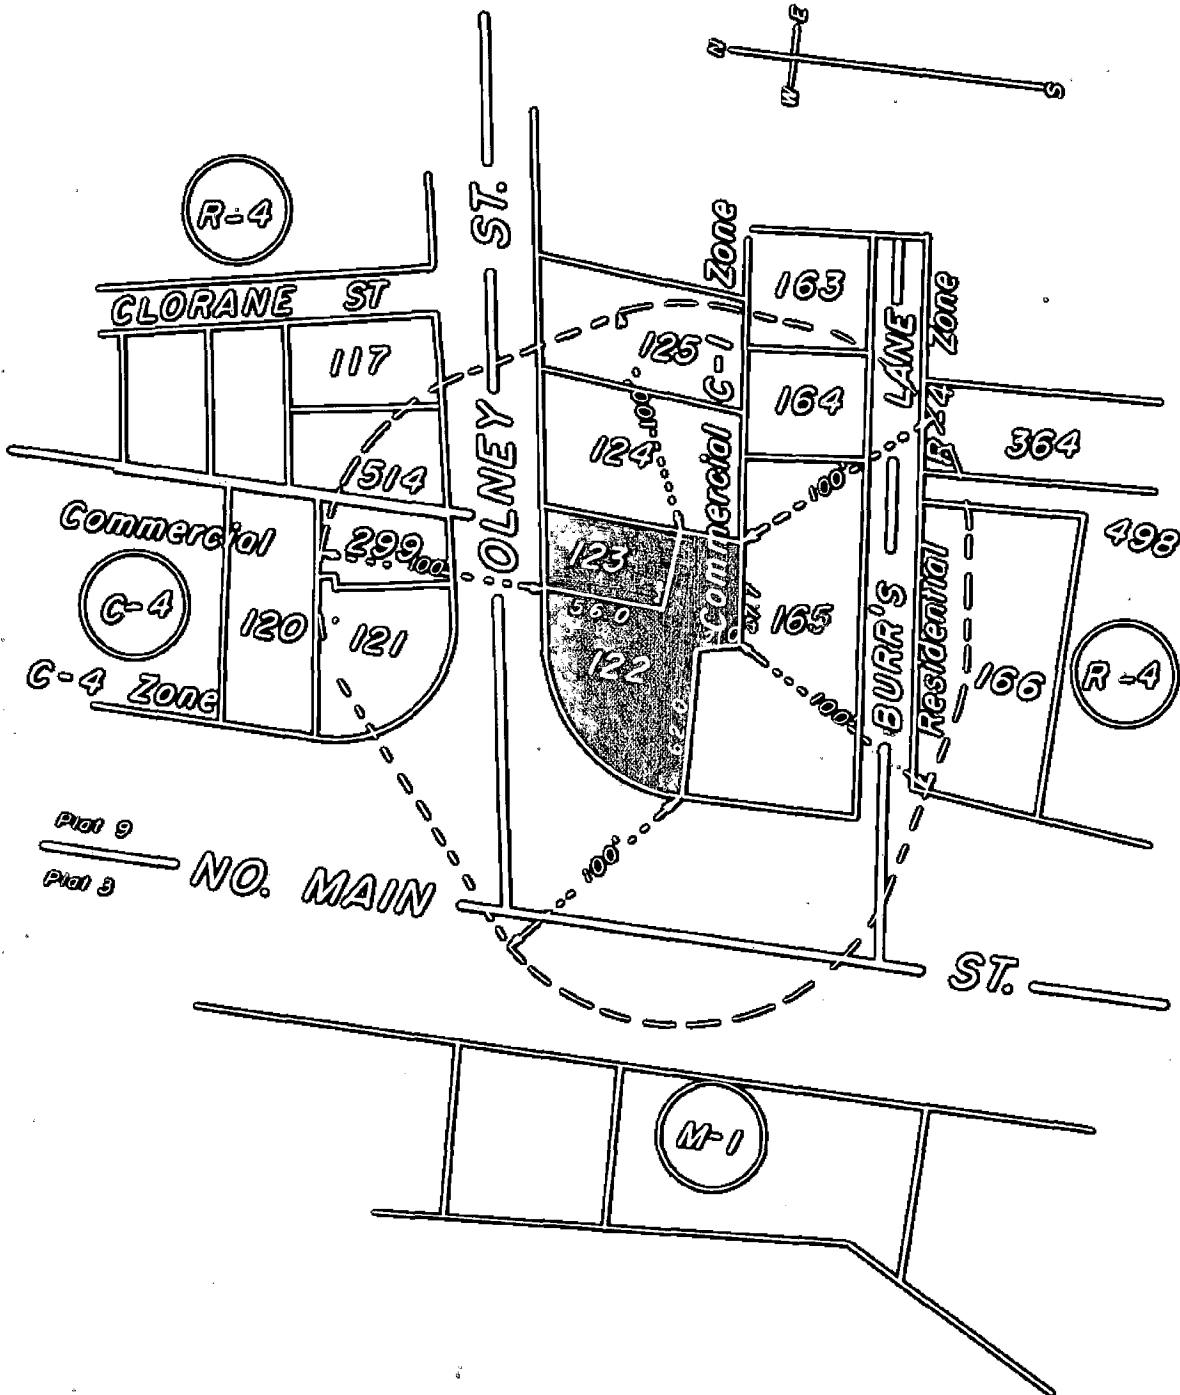 E
N
S
W
R-4
CLORANE ST
OLNEY ST.
117
1514
299
100'
120
121
Commercial
C-4
C-4 Zone
125
124
100'
123
56.0
122
62.0
Commercial C-1 Zone
163
164
165
100'
100'
100'
BURR'S LANE
Residential R-4 Zone
364
498
166
R-4
Plat 9
Plat 3
NO. MAIN ST.
M-1